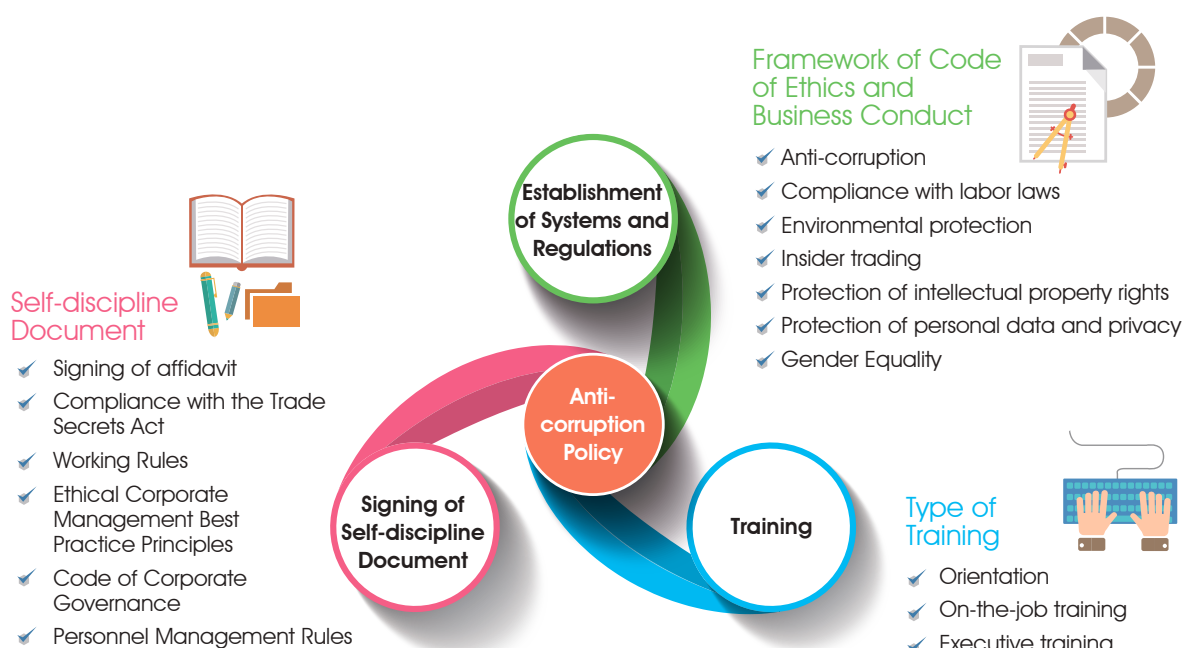 Framework of Code
of Ethics and
Business Conduct
Anti-corruption
Compliance with labor laws
Environmental protection
Insider trading
Protection of intellectual property rights
Protection of personal data and privacy
Gender Equality
Establishment
of Systems and
Regulations
Self-discipline
Document
Signing of affidavit
Compliance with the Trade
Secrets Act
Working Rules
Ethical Corporate
Management Best
Practice Principles
Code of Corporate
Governance
Personnel Management Rules
Anti-
corruption
Policy
Signing of
Self-discipline
Document
Training
Type of
Training
Orientation
On-the-job training
Executive training